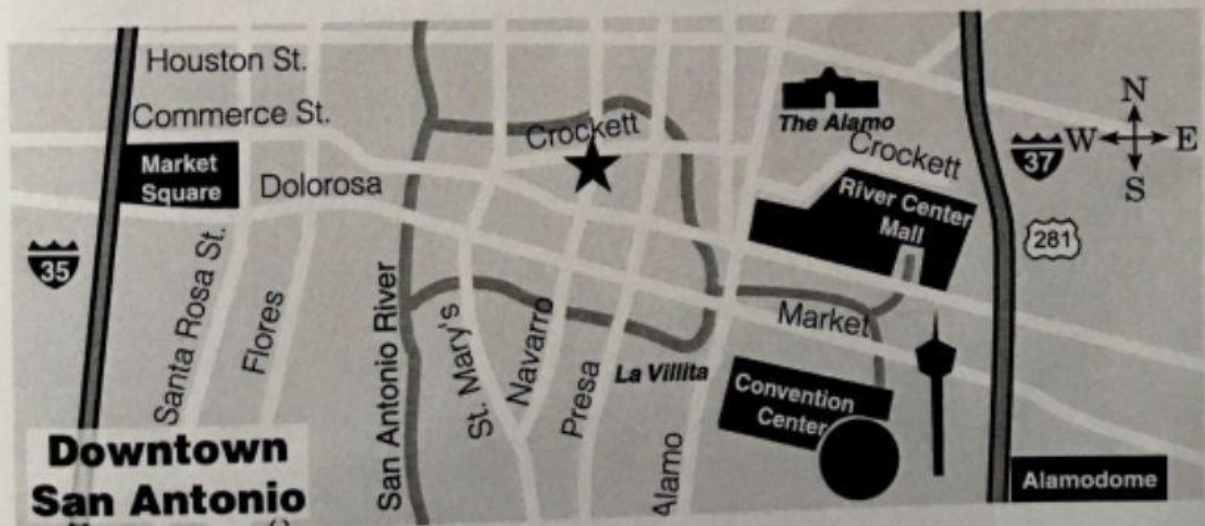 Houston St.
Commerce St.
Market
Square
Dolorosa
Crockett
The Alamo
Crockett
River Center
Mall
N
W
E
S
37
281
35
Santa Rosa St.
Flores
San Antonio River
St. Mary's
Navarro
Presa
La Villita
Alamo
Market
Convention
Center
Alamodome
Downtown
San Antonio